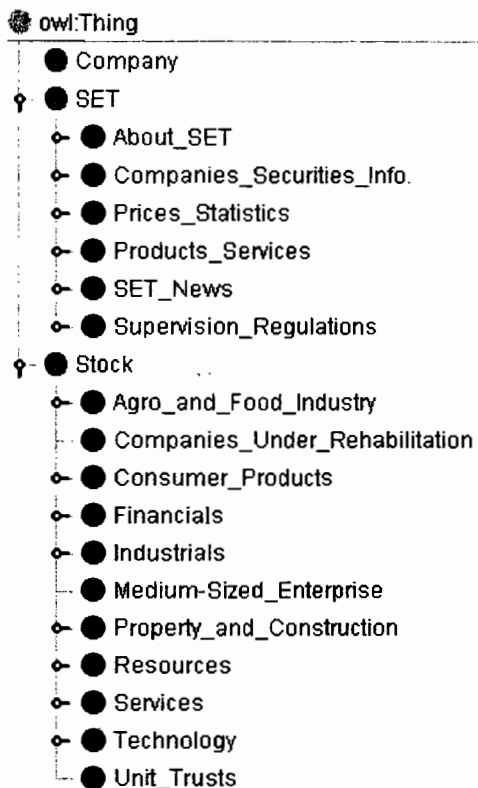 owl:Thing
Company
SET
About_SET
Companies_Securities_Info.
Prices_Statistics
Products_Services
SET_News
Supervision_Regulations
Stock
Agro_and_Food_Industry
Companies_Under_Rehabilitation
Consumer_Products
Financials
Industrials
Medium-Sized_Enterprise
Property_and_Construction
Resources
Services
Technology
Unit_Trusts